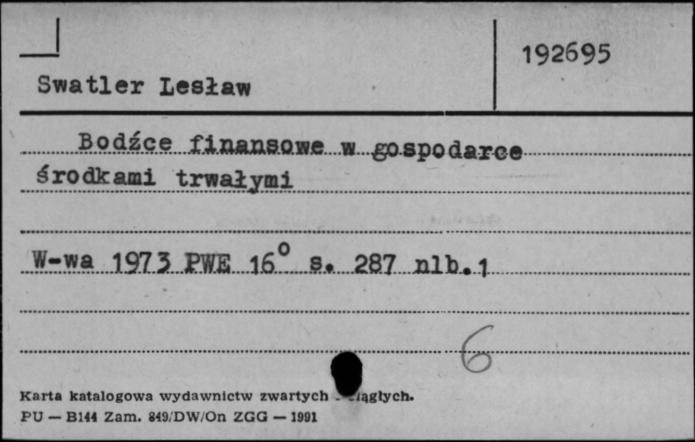 192695
Swatler Lesław
Bodźce finansowe w gospodarce
środkami trwałymi
W-wa 1973 PWE 16° s. 287 nlb.1
6
Karta katalogowa wydawnictw zwartych
PU — B144 Zam. 849/DW/On ZGG — 1991